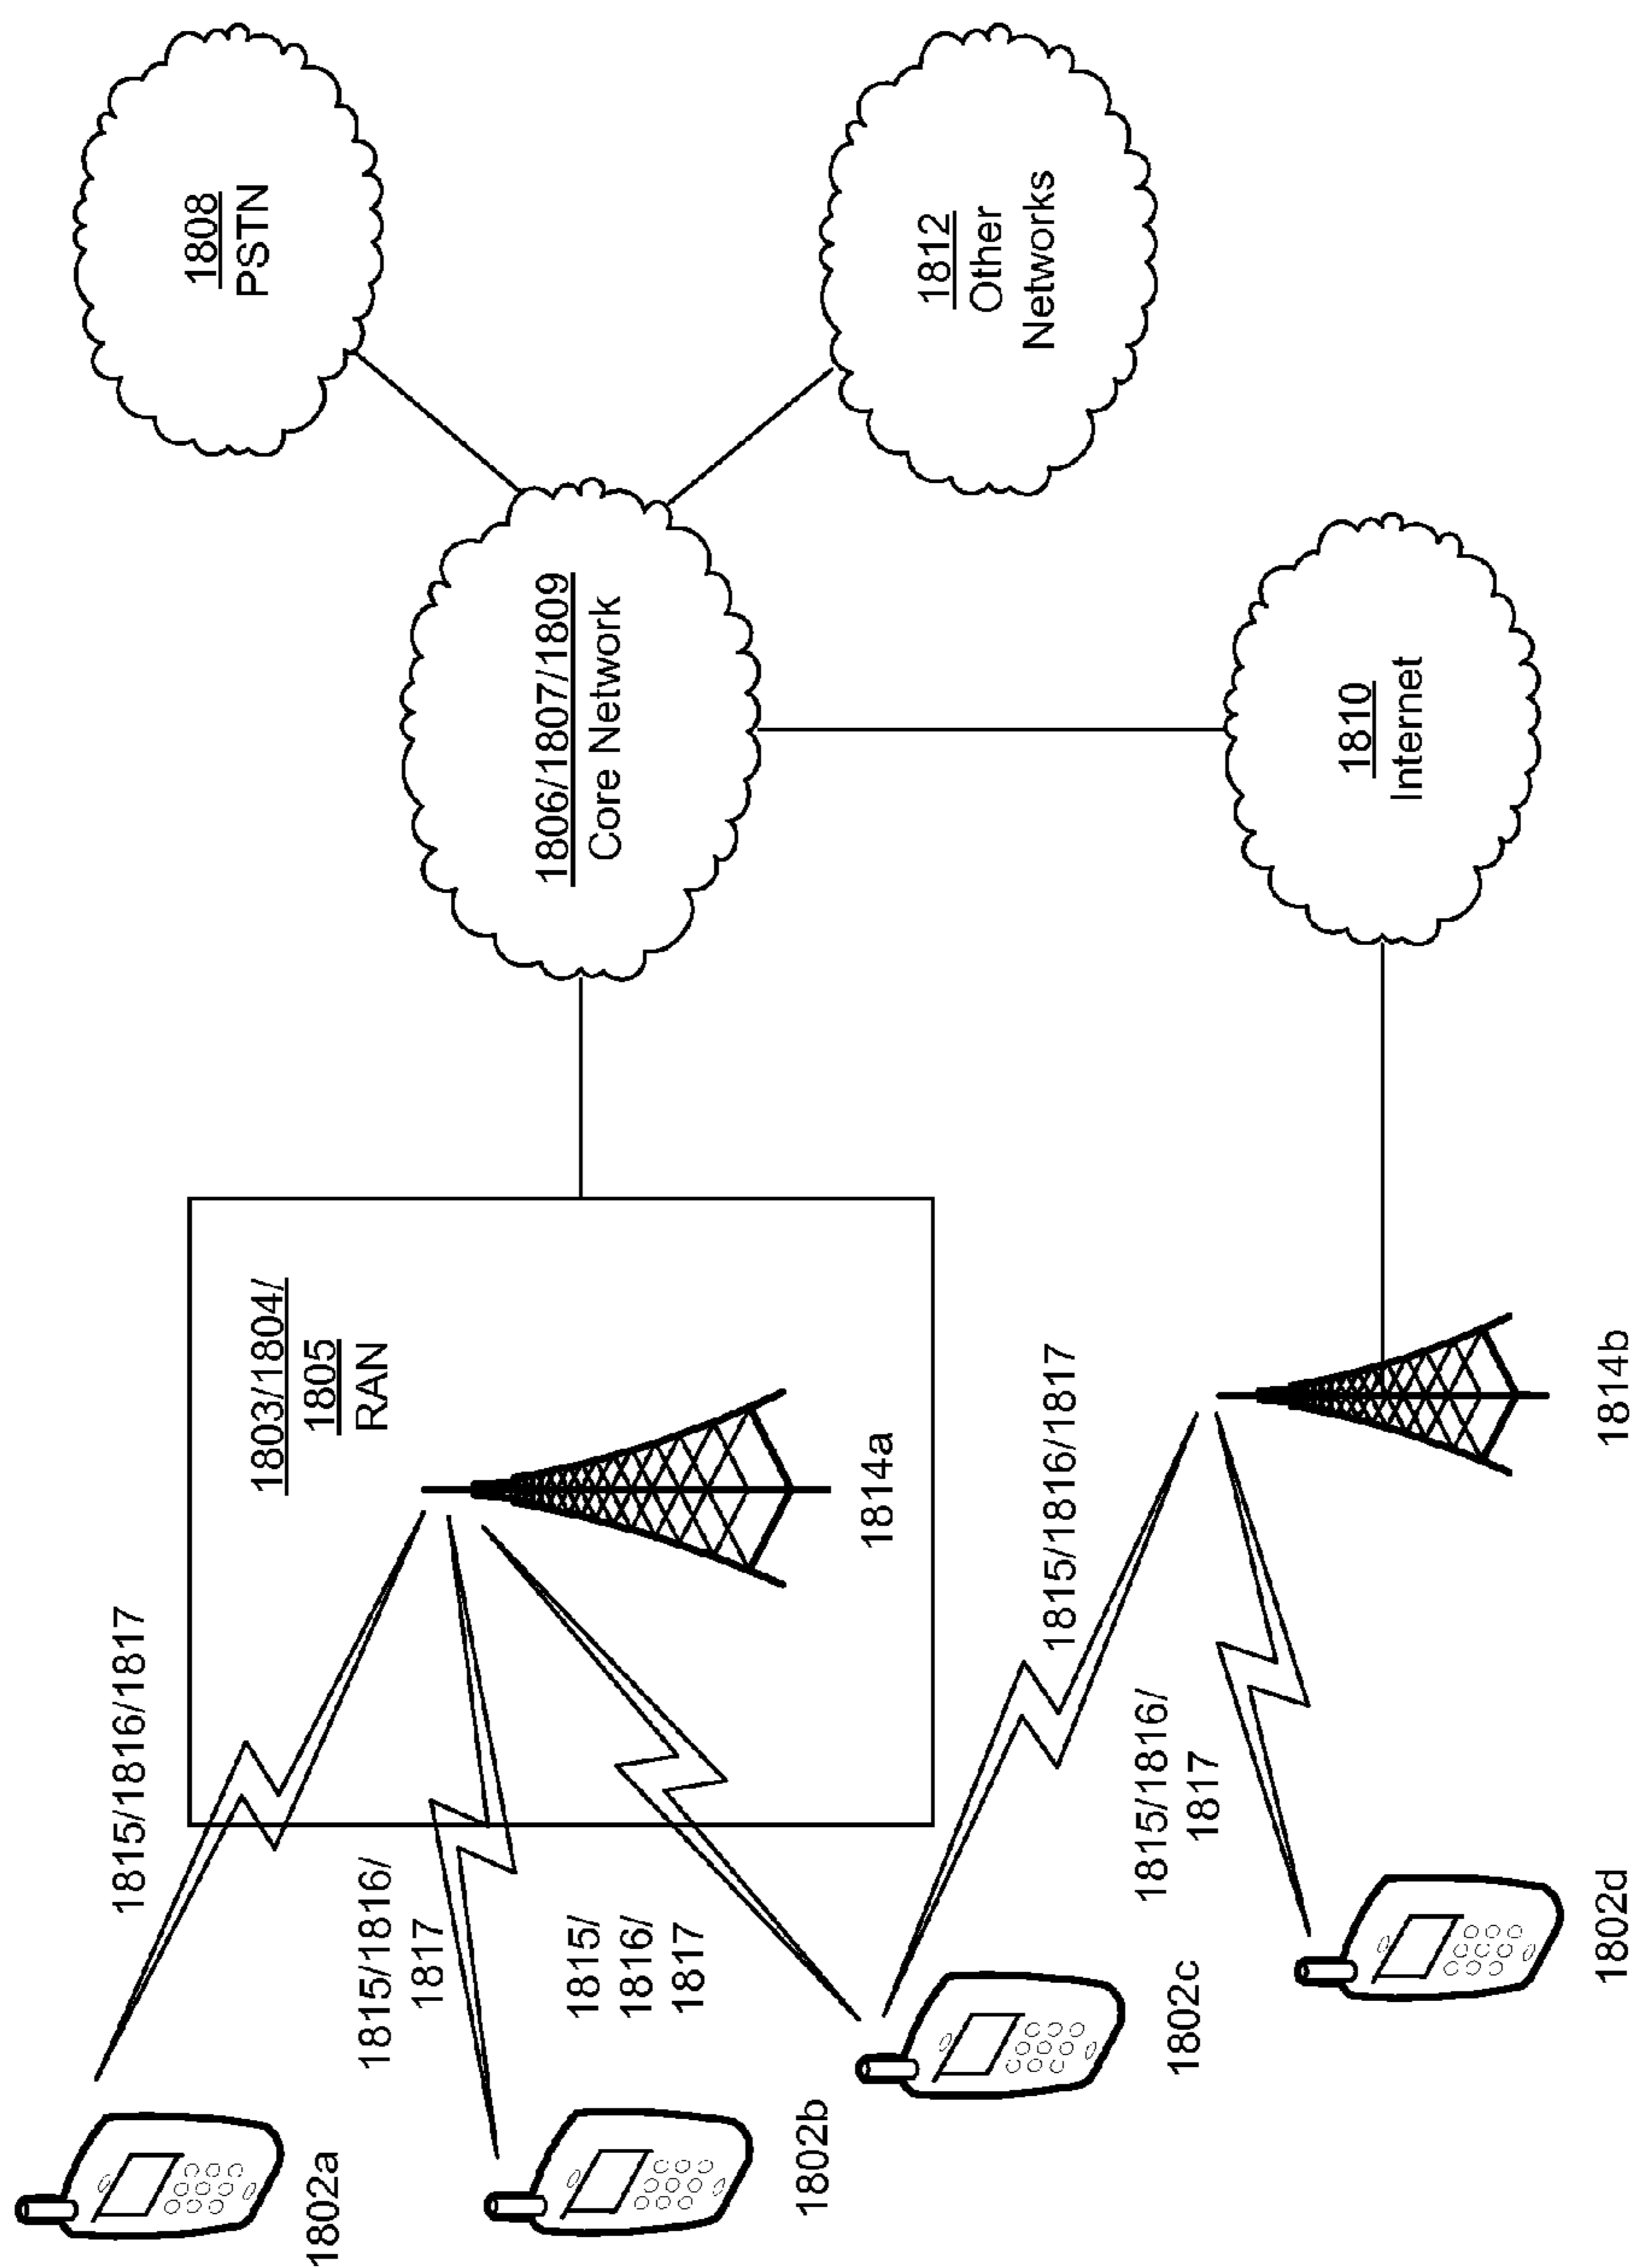 1802a
1815/1816/1817
1803/1804/
1805
RAN
1808
PSTN
1815/1816/
1817
1802b
1815/
1816/
1817
1814a
1806/1807/1809
Core Network
1812
Other
Networks
1802c
1815/1816/1817
1815/1816/
1817
1802d
1814b
1810
Internet